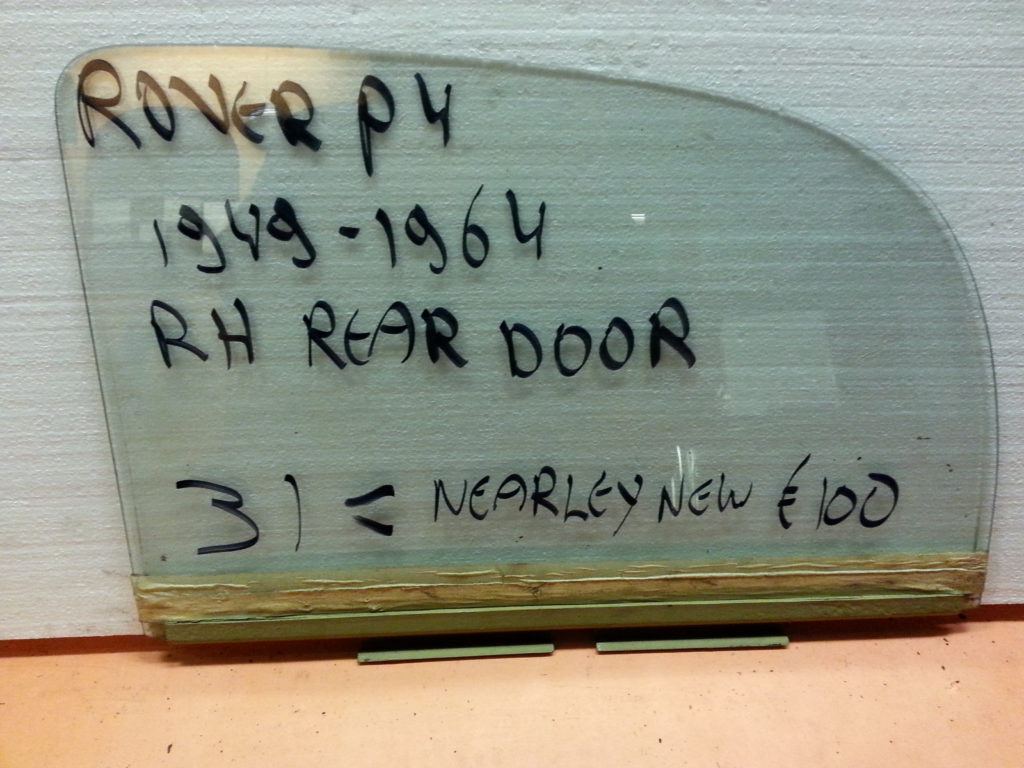 ROVER P4
1949-1964
RH REAR DOOR
31 = NEARLEY NEW €100